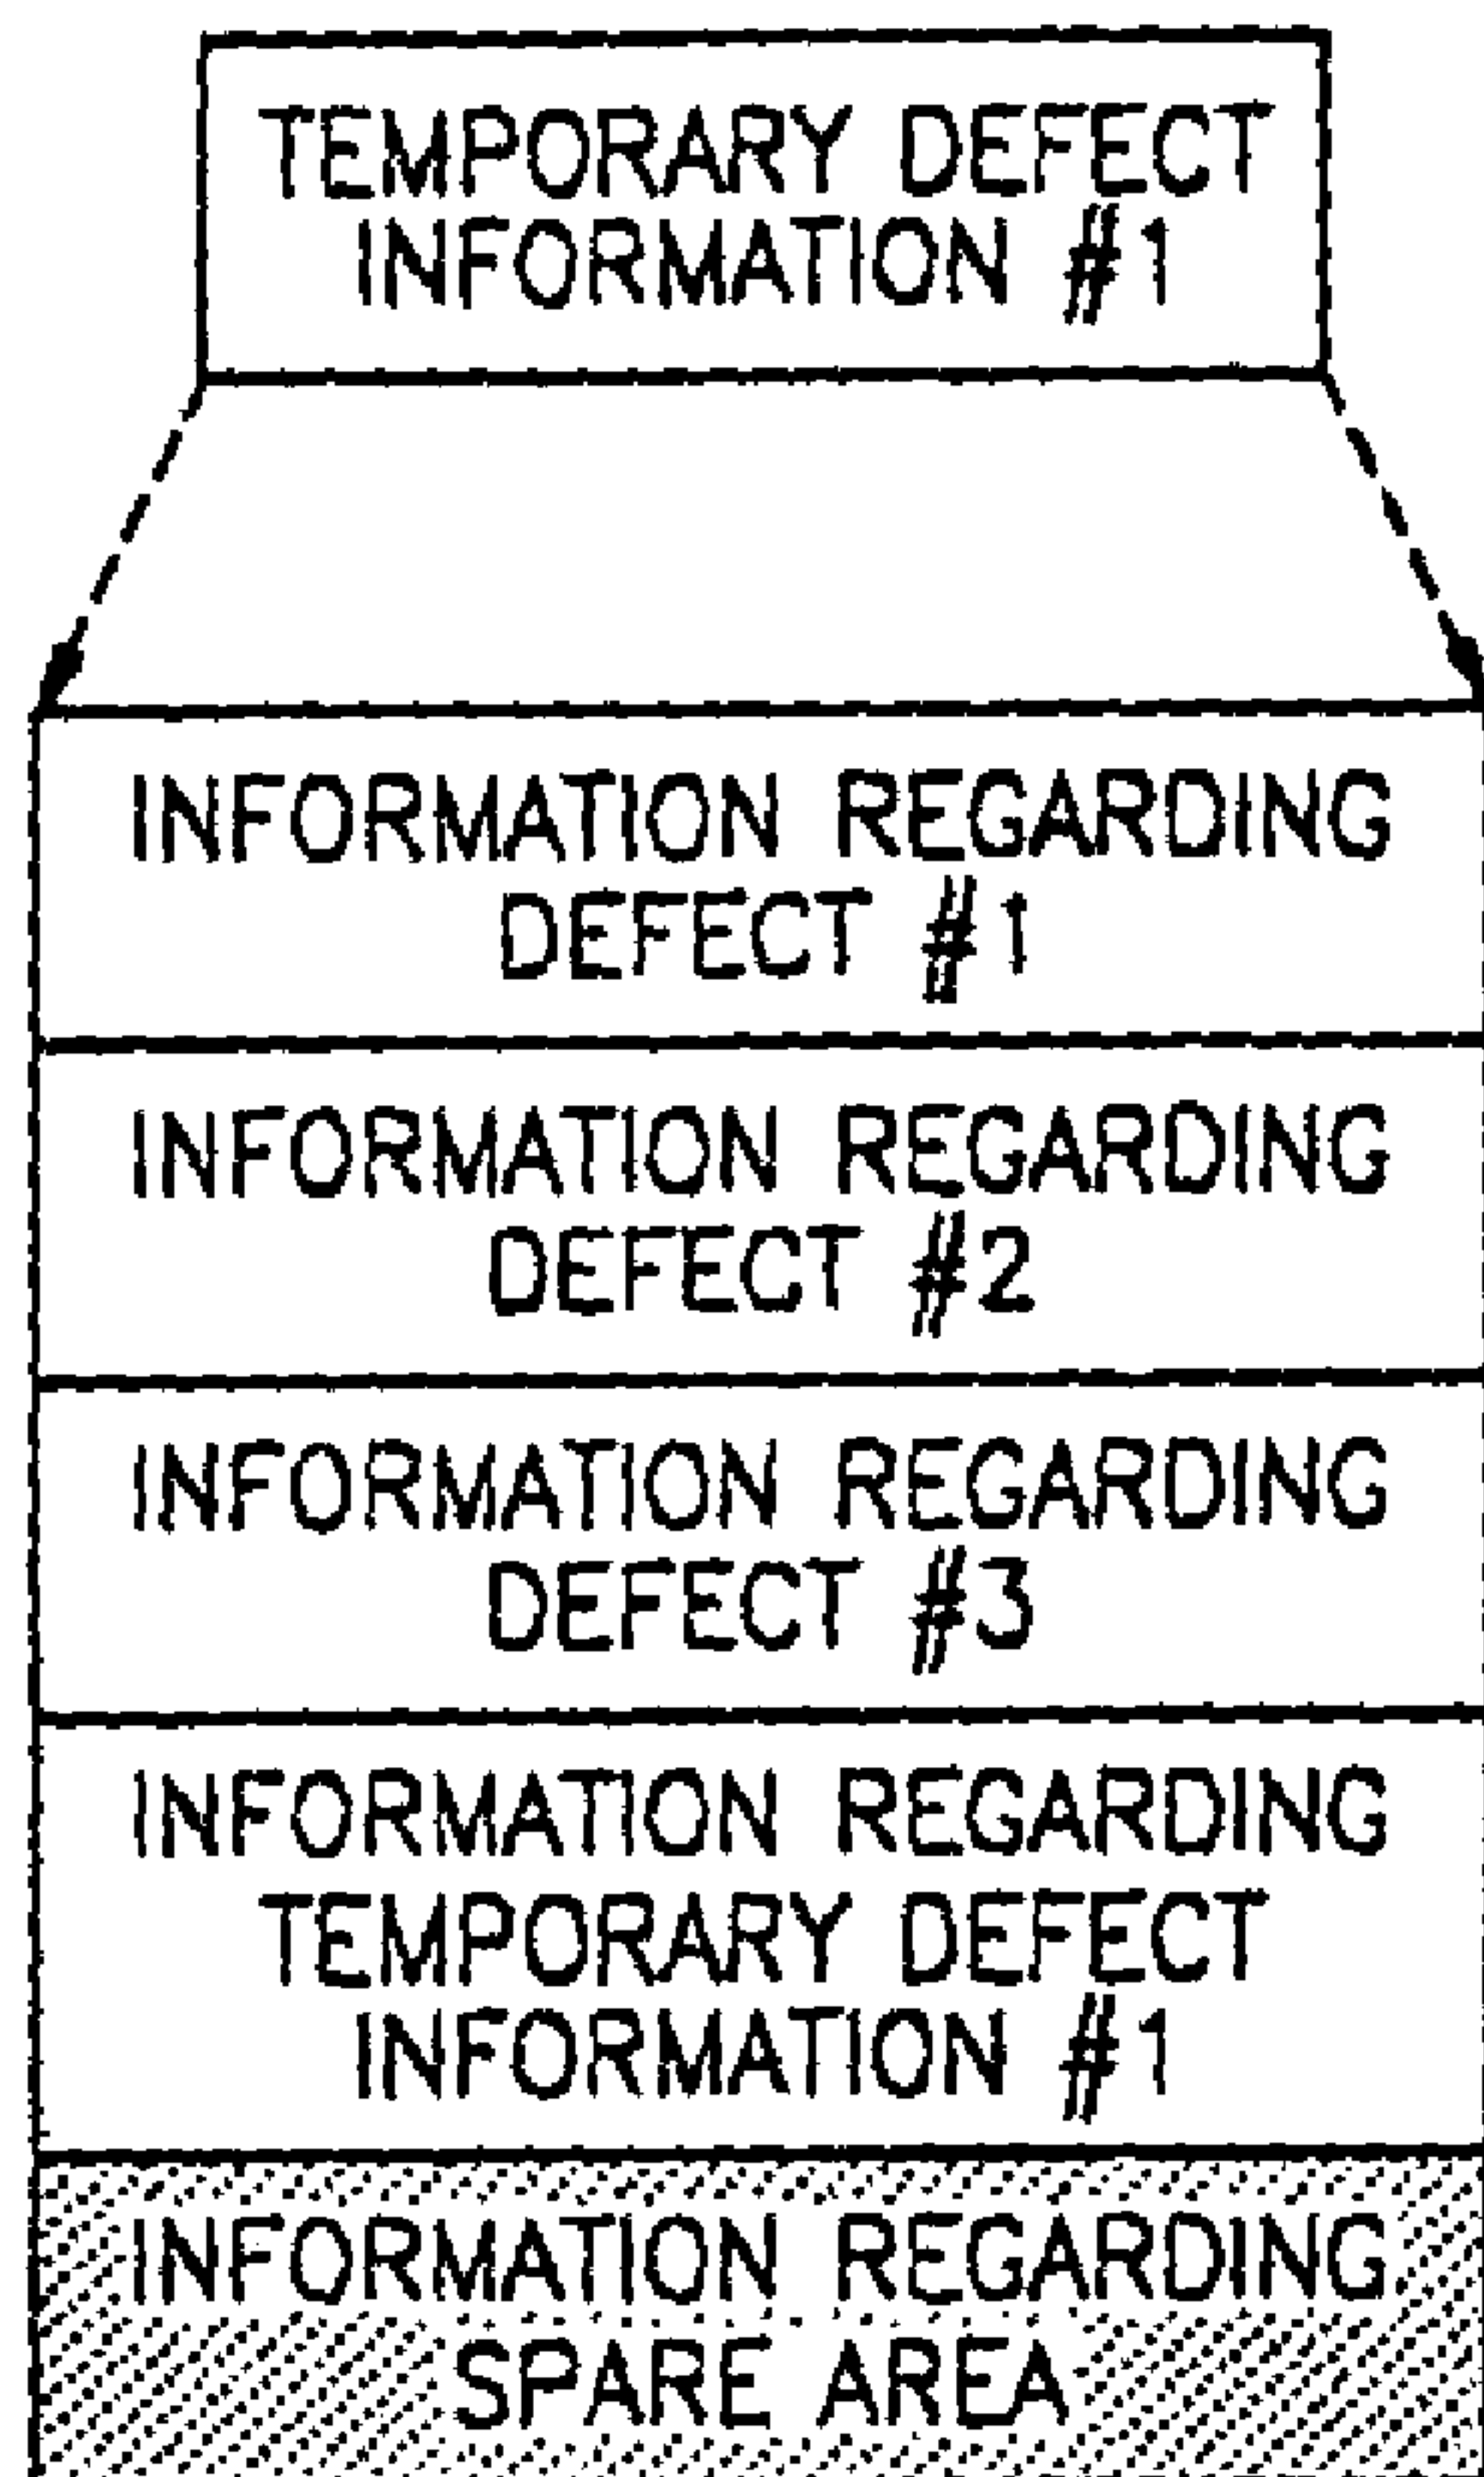 TEMPORARY DEFECT
INFORMATION #1
INFORMATION REGARDING
DEFECT #1
INFORMATION REGARDING
DEFECT #2
INFORMATION REGARDING
DEFECT #3
INFORMATION REGARDING
TEMPORARY DEFECT
INFORMATION #1
INFORMATION REGARDING
SPARE AREA